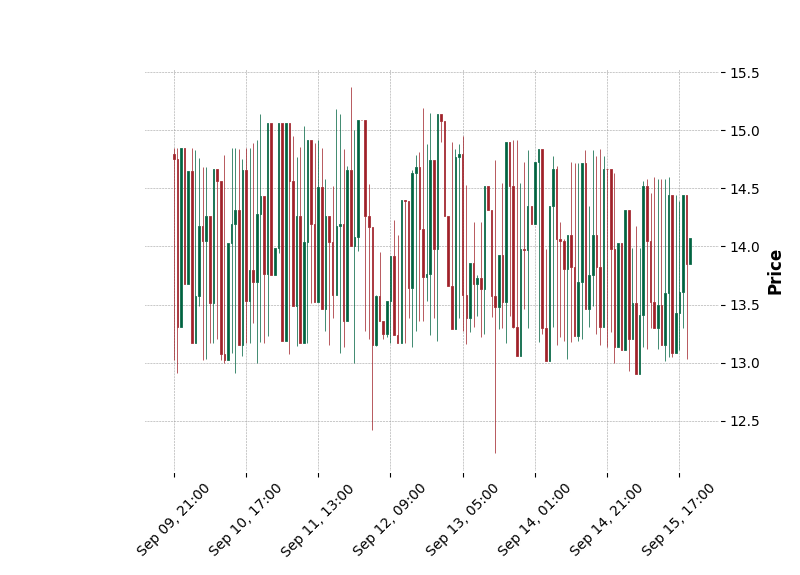 15.5
15.0
14.5
14.0
13.5
13.0
12.5
Price
Sep 09, 21:00
Sep 10, 17:00
Sep 11, 13:00
Sep 12, 09:00
Sep 13, 05:00
Sep 14, 01:00
Sep 14, 21:00
Sep 15, 17:00